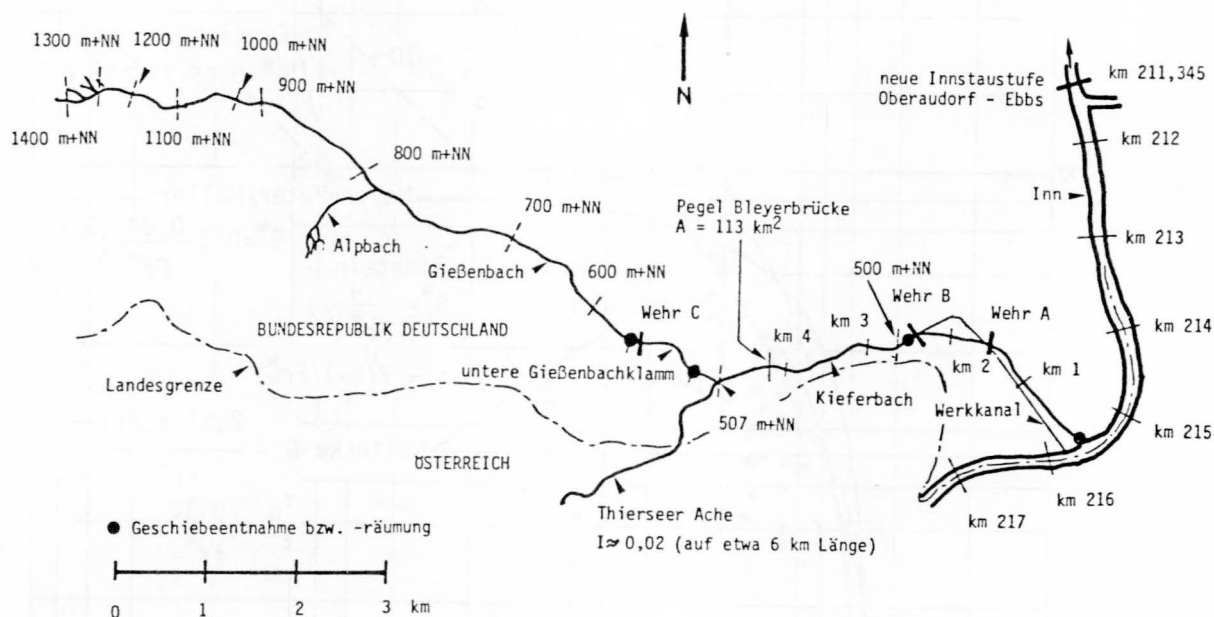 1300 m+NN
1200 m+NN
1000 m+NN
900 m+NN
1400 m+NN
1100 m+NN
800 m+NN
700 m+NN
600 m+NN
Alpbach
Gießenbach
N
neue Innstaustufe
Oberaudorf - Ebbs
km 211,345
km 212
Inn
km 213
km 214
km 215
km 216
km 217
Pegel Bleyerbrücke
A = 113 km²
500 m+NN
Wehr B
Wehr A
km 3
km 4
km 2
km 1
Kieferbach
Werkkanal
Wehr C
BUNDESREPUBLIK DEUTSCHLAND
untere Gießenbachklamm
Landesgrenze
507 m+NN
ÖSTERREICH
Thierseer Ache
I≈0,02 (auf etwa 6 km Länge)
Geschiebeentnahme bzw. -räumung
0 1 2 3 km